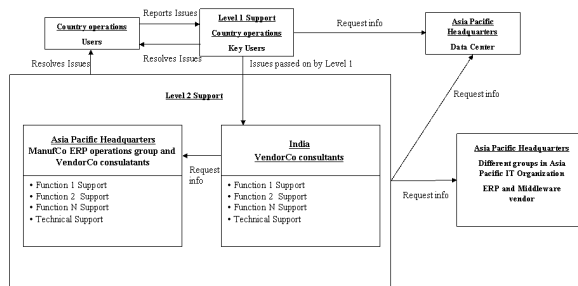 Country operations
Users
Reports Issues
Resolves Issues
Level 1 Support
Country operations
Key Users
Request info
Asia Pacific
Headquarters
Data Center
Resolves Issues
Issues passed on by Level 1
Level 2 Support
Request info
Asia Pacific Headquarters
ManufCo ERP operations group and
VendorCo consulatants
• Function 1 Support
• Function 2 Support
• Function N Support
• Technical Support
Request
info
India
VendorCo consultants
• Function 1 Support
• Function 2 Support
• Function N Support
• Technical Support
Request info
Asia Pacific Headquarters
Different groups in Asia
Pacific IT Organization
ERP and Middleware
vendor